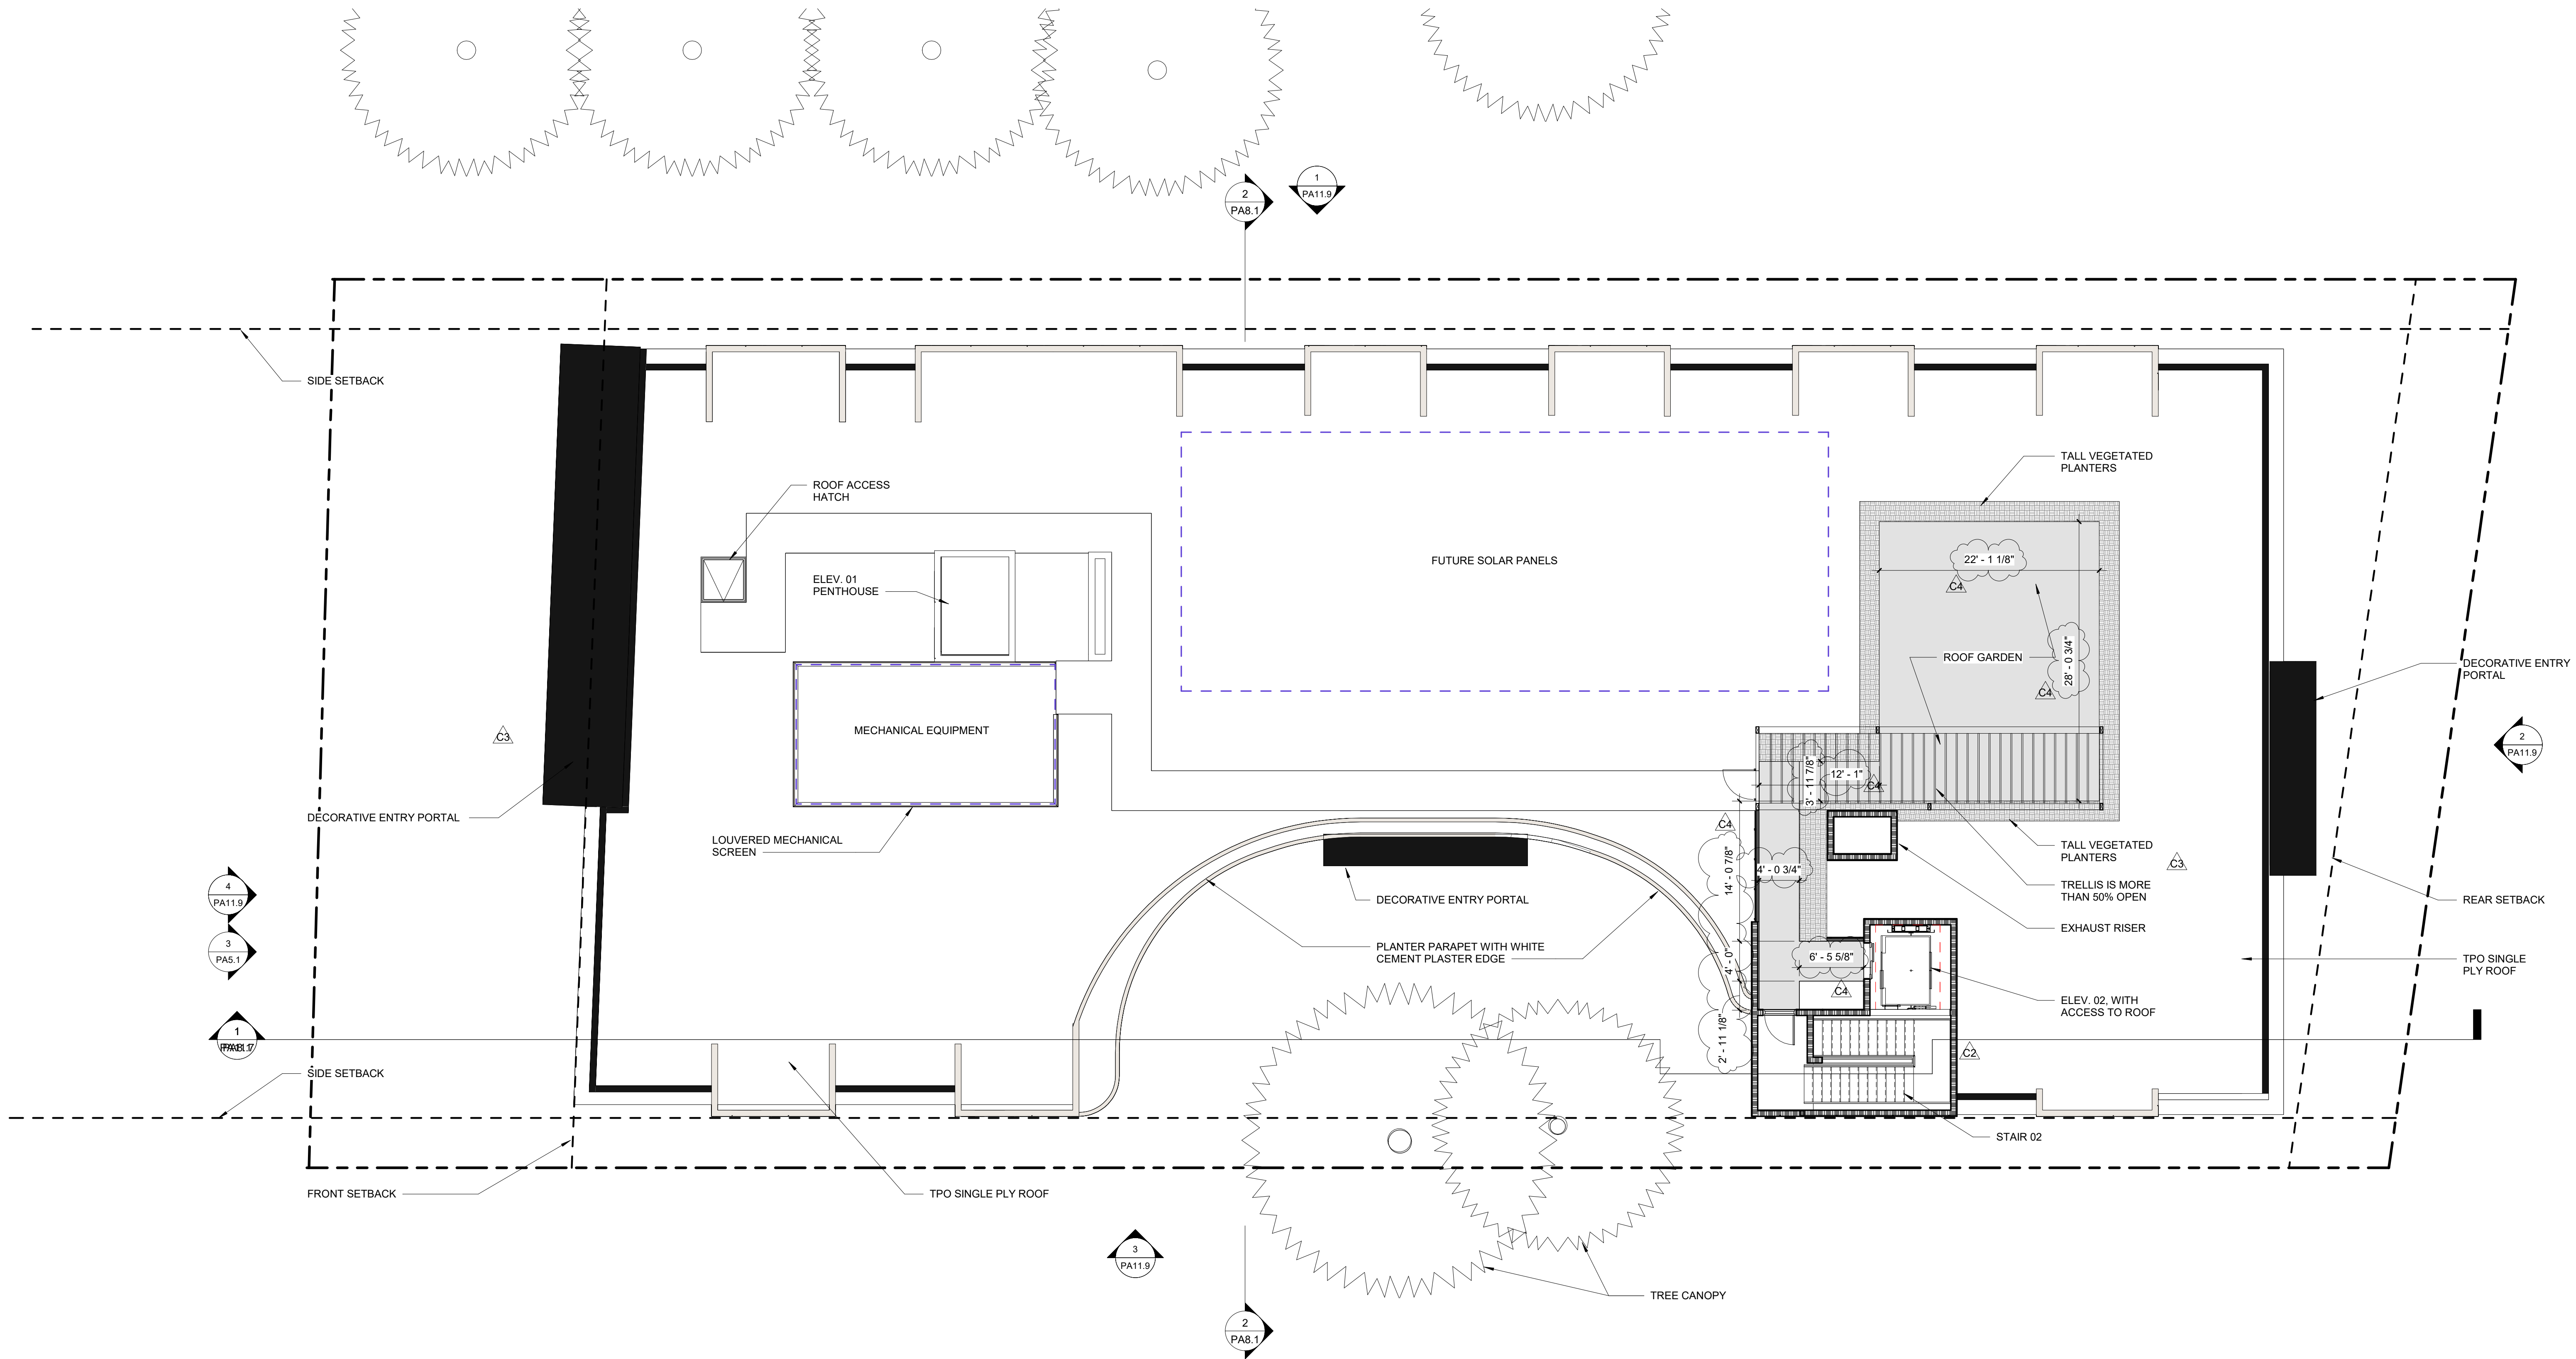 2
PA8.1
1
PA11.9
SIDE SETBACK
TALL VEGETATED
PLANTERS
ROOF ACCESS
HATCH
FUTURE SOLAR PANELS
22' - 1 1/8"
C4
ELEV. 01
PENTHOUSE
ROOF GARDEN
28' - 0 3/4"
C4
DECORATIVE ENTRY
PORTAL
MECHANICAL EQUIPMENT
C3
2
PA11.9
3' - 11 7/8"
12' - 1"
C4
DECORATIVE ENTRY PORTAL
C4
LOUVERED MECHANICAL
SCREEN
TALL VEGETATED
PLANTERS
C3
14' - 0 7/8"
4' - 0 3/4"
4
PA11.9
TRELLIS IS MORE
THAN 50% OPEN
DECORATIVE ENTRY PORTAL
REAR SETBACK
EXHAUST RISER
3
PA5.1
PLANTER PARAPET WITH WHITE
CEMENT PLASTER EDGE
4' - 0"
6' - 5 5/8"
TPO SINGLE
PLY ROOF
C4
ELEV. 02, WITH
ACCESS TO ROOF
1
2' - 11 1/8"
C2
SIDE SETBACK
STAIR 02
FRONT SETBACK
TPO SINGLE PLY ROOF
3
PA11.9
TREE CANOPY
2
PA8.1